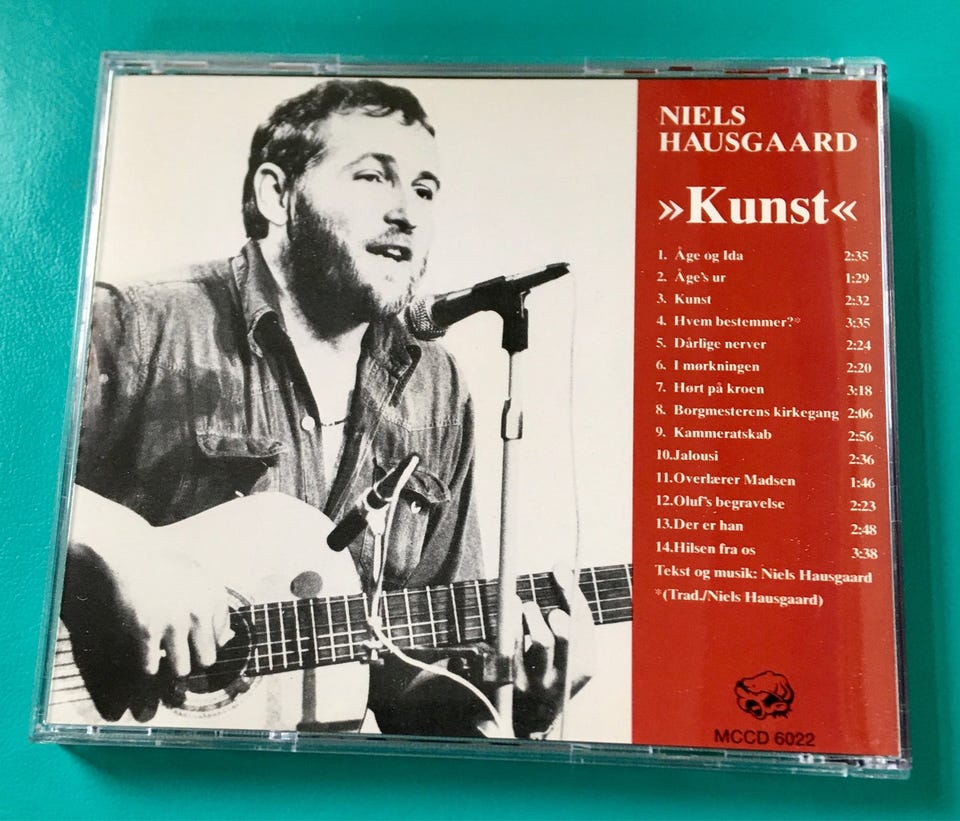 NIELS
HAUSGAARD
»Kunst«
1. Åge og Ida 2:35
2. Åge's ur 1:29
3. Kunst 2:32
4. Hvem bestemmer?* 3:35
5. Dårlige nerver 2:24
6. I mørkningen 2:20
7. Hørt på kroen 3:18
8. Borgmesterens kirkegang 2:06
9. Kammeratskab 2:56
10.Jalousi 2:36
11.Overlærer Madsen 1:46
12.Oluf's begravelse 2:23
13.Der er han 2:48
14.Hilsen fra os 3:38
Tekst og musik: Niels Hausgaard
*(Trad./Niels Hausgaard)
MCCD 6022